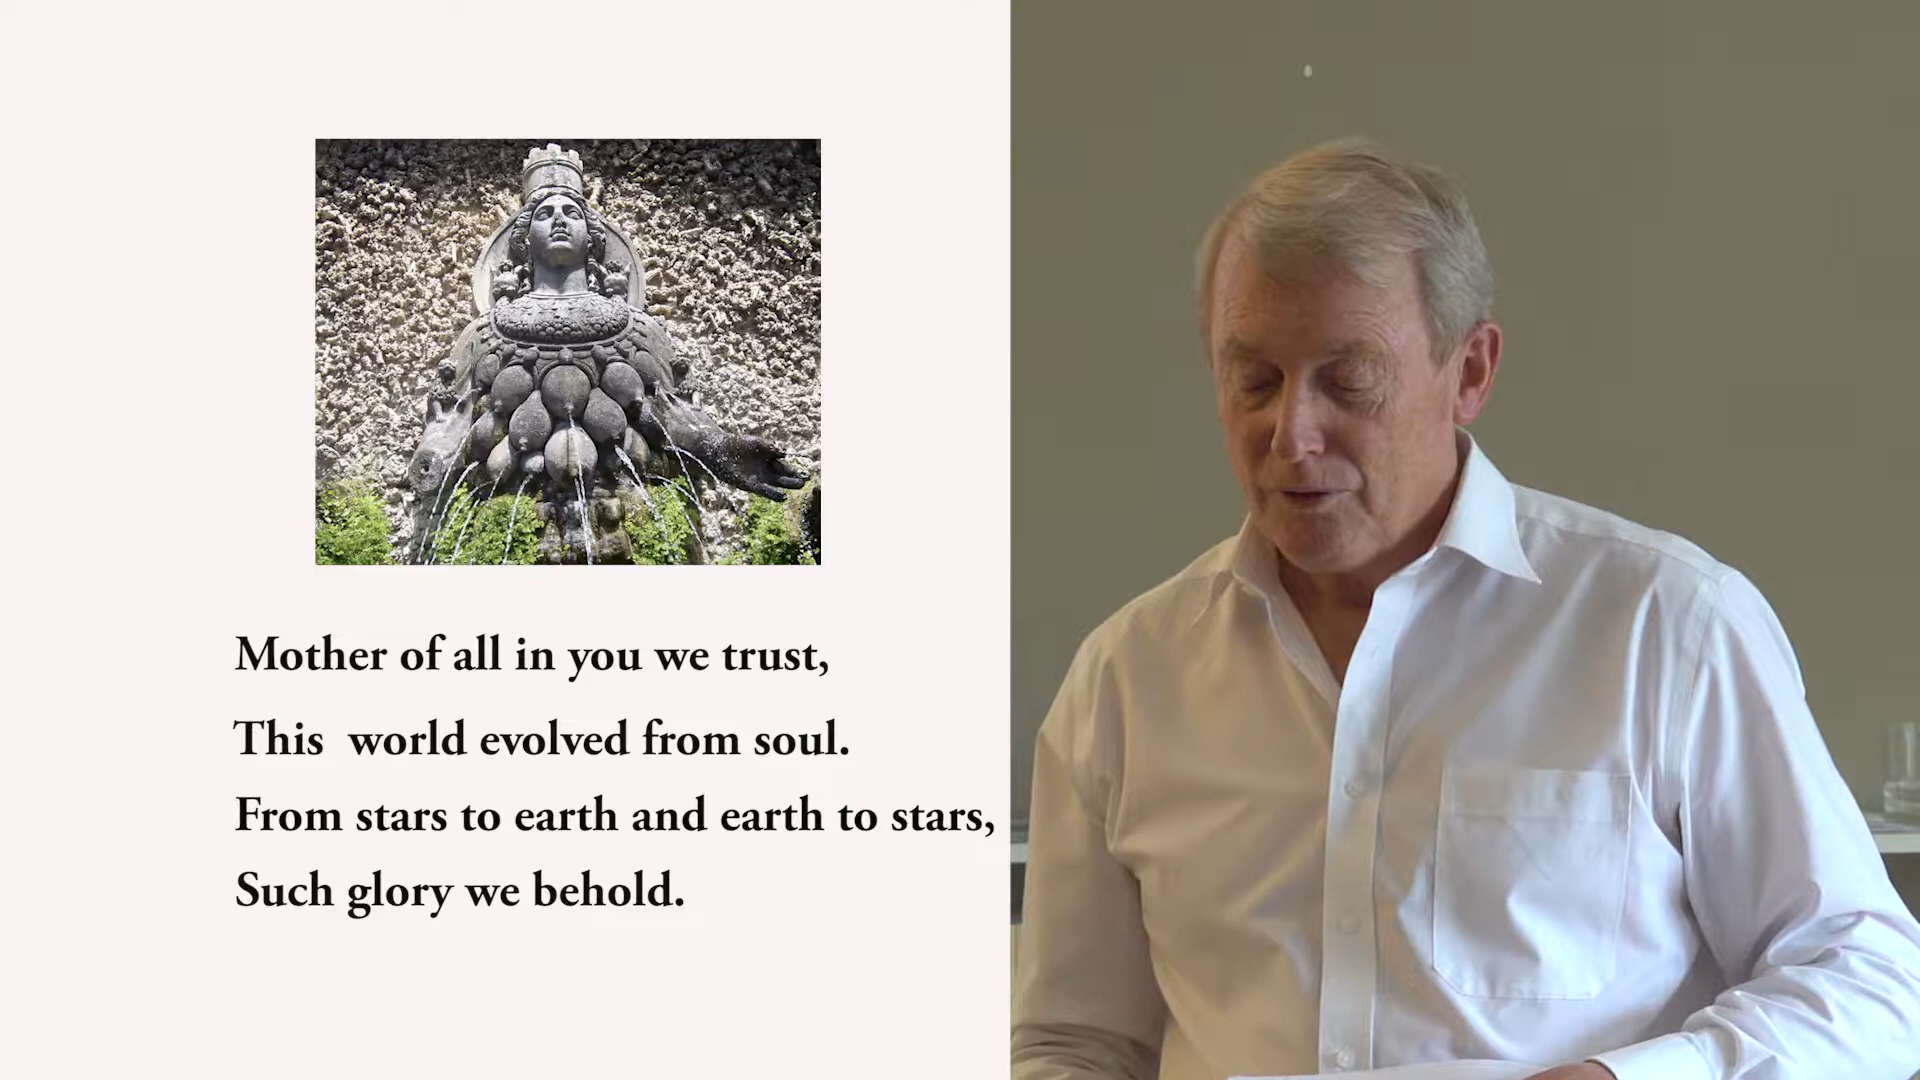 Mother of all in you we trust,
This  world evolved from soul.
From stars to earth and earth to stars,
Such glory we behold.